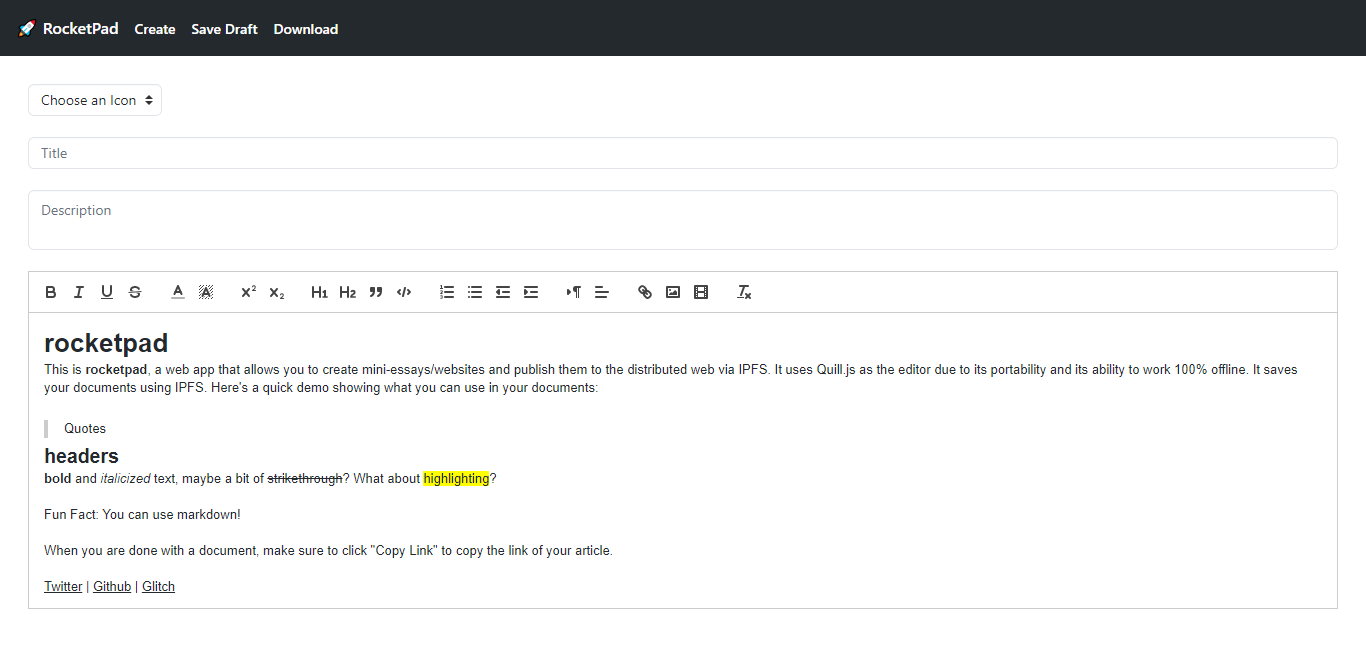 RocketPad Create Save Draft Download
Choose an Icon
Title
Description
B I U S A A X² X₂ H1 H2
rocketpad
This is rocketpad, a web app that allows you to create mini-essays/websites and publish them to the distributed web via IPFS. It uses Quill.js as the editor due to its portability and its ability to work 100% offline. It saves
your documents using IPFS. Here's a quick demo showing what you can use in your documents:
Quotes
headers
bold and italicized text, maybe a bit of strikethrough? What about highlighting?
Fun Fact: You can use markdown!
When you are done with a document, make sure to click "Copy Link" to copy the link of your article.
Twitter | Github | Glitch